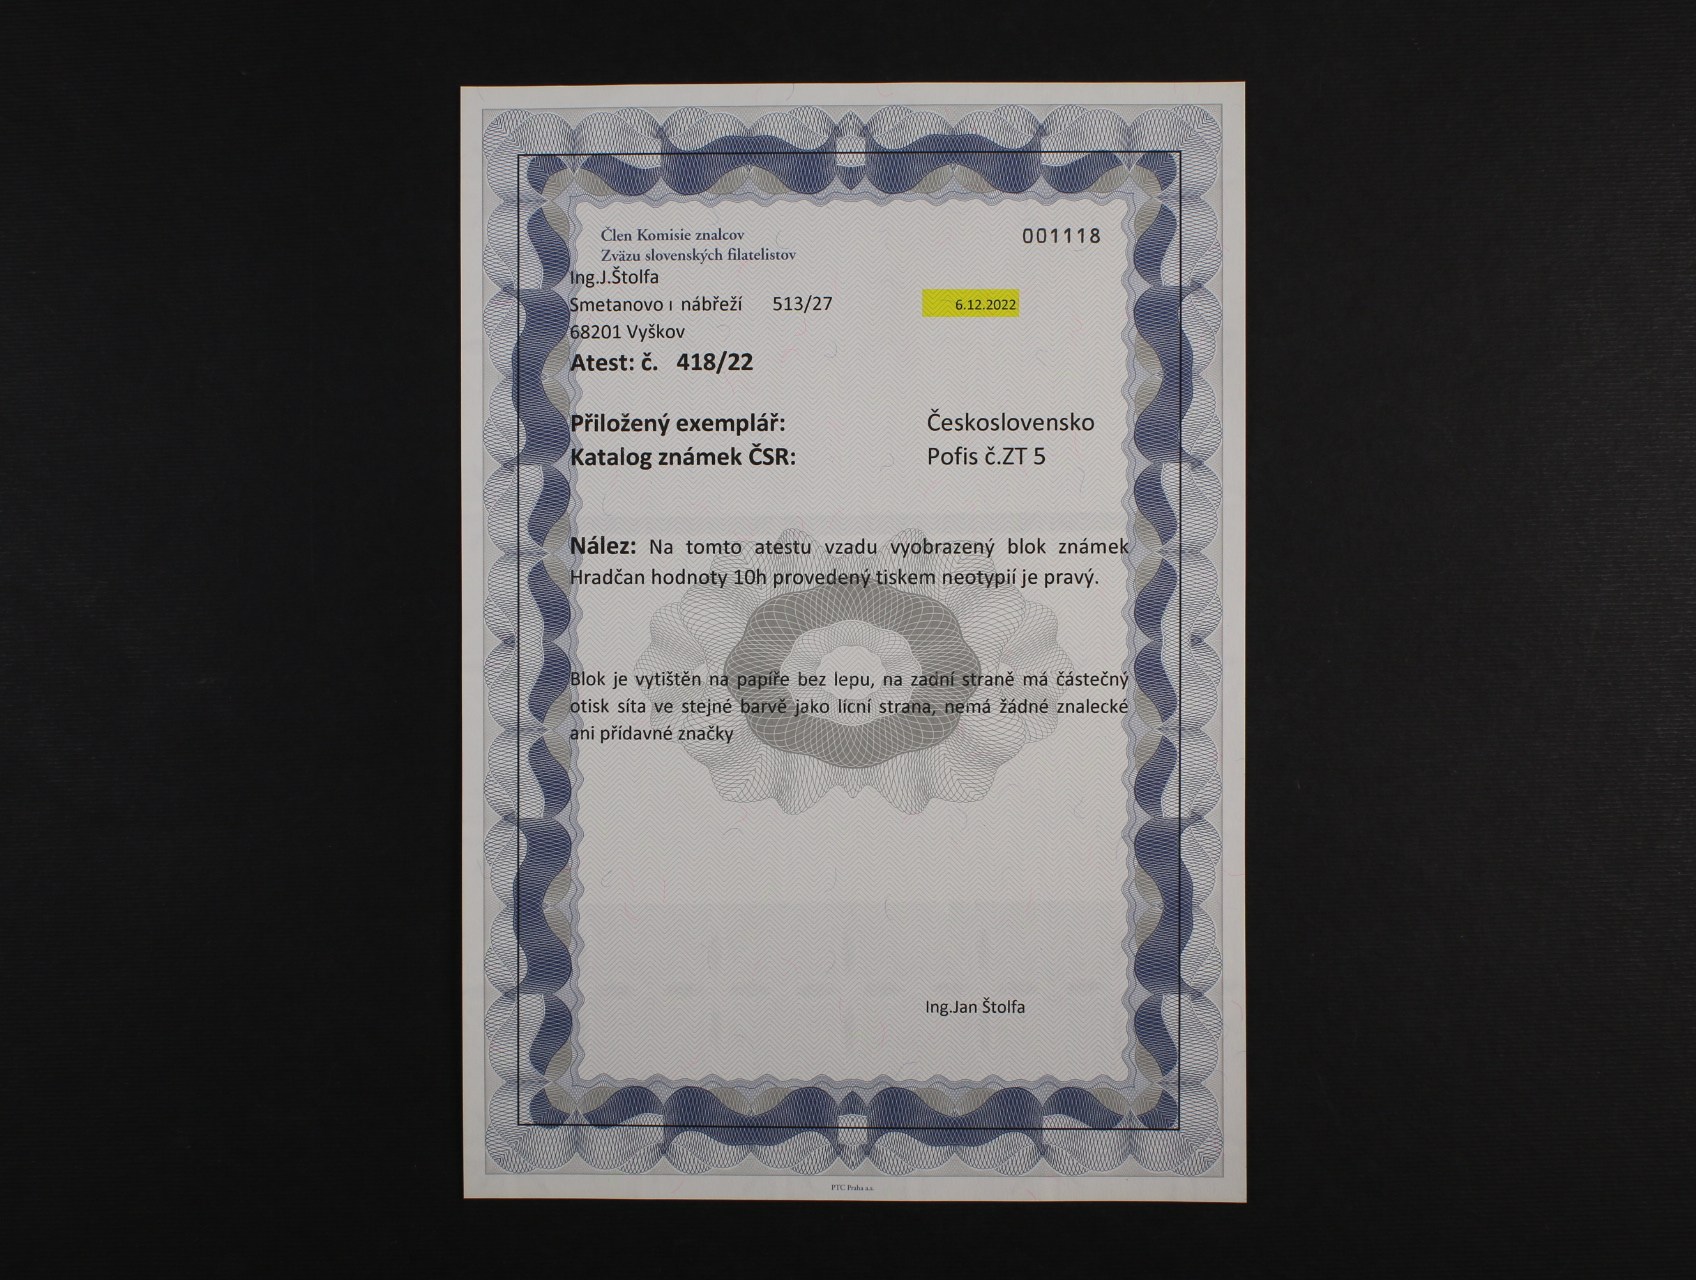 Člen Komisie znalcov
Zväzu slovenských filatelistov
001118
Ing.J.Štolfa
Smetanovo ı nábřeží 513/27
6.12.2022
68201 Vyškov
Atest: č. 418/22
Přiložený exemplář: Československo
Katalog známek ČSR: Pofis č.ZT 5
Nález: Na tomto atestu vzadu vyobrazený blok známek
Hradčan hodnoty 10h provedený tiskem neotypií je pravý.
Blok je vytištěn na papíře bez lepu, na zadní straně má částečný
otisk síta ve stejné barvě jako lícní strana, nemá žádné znalecké
ani přídavné značky
Ing.Jan Štolfa
PTC Praha a.s.